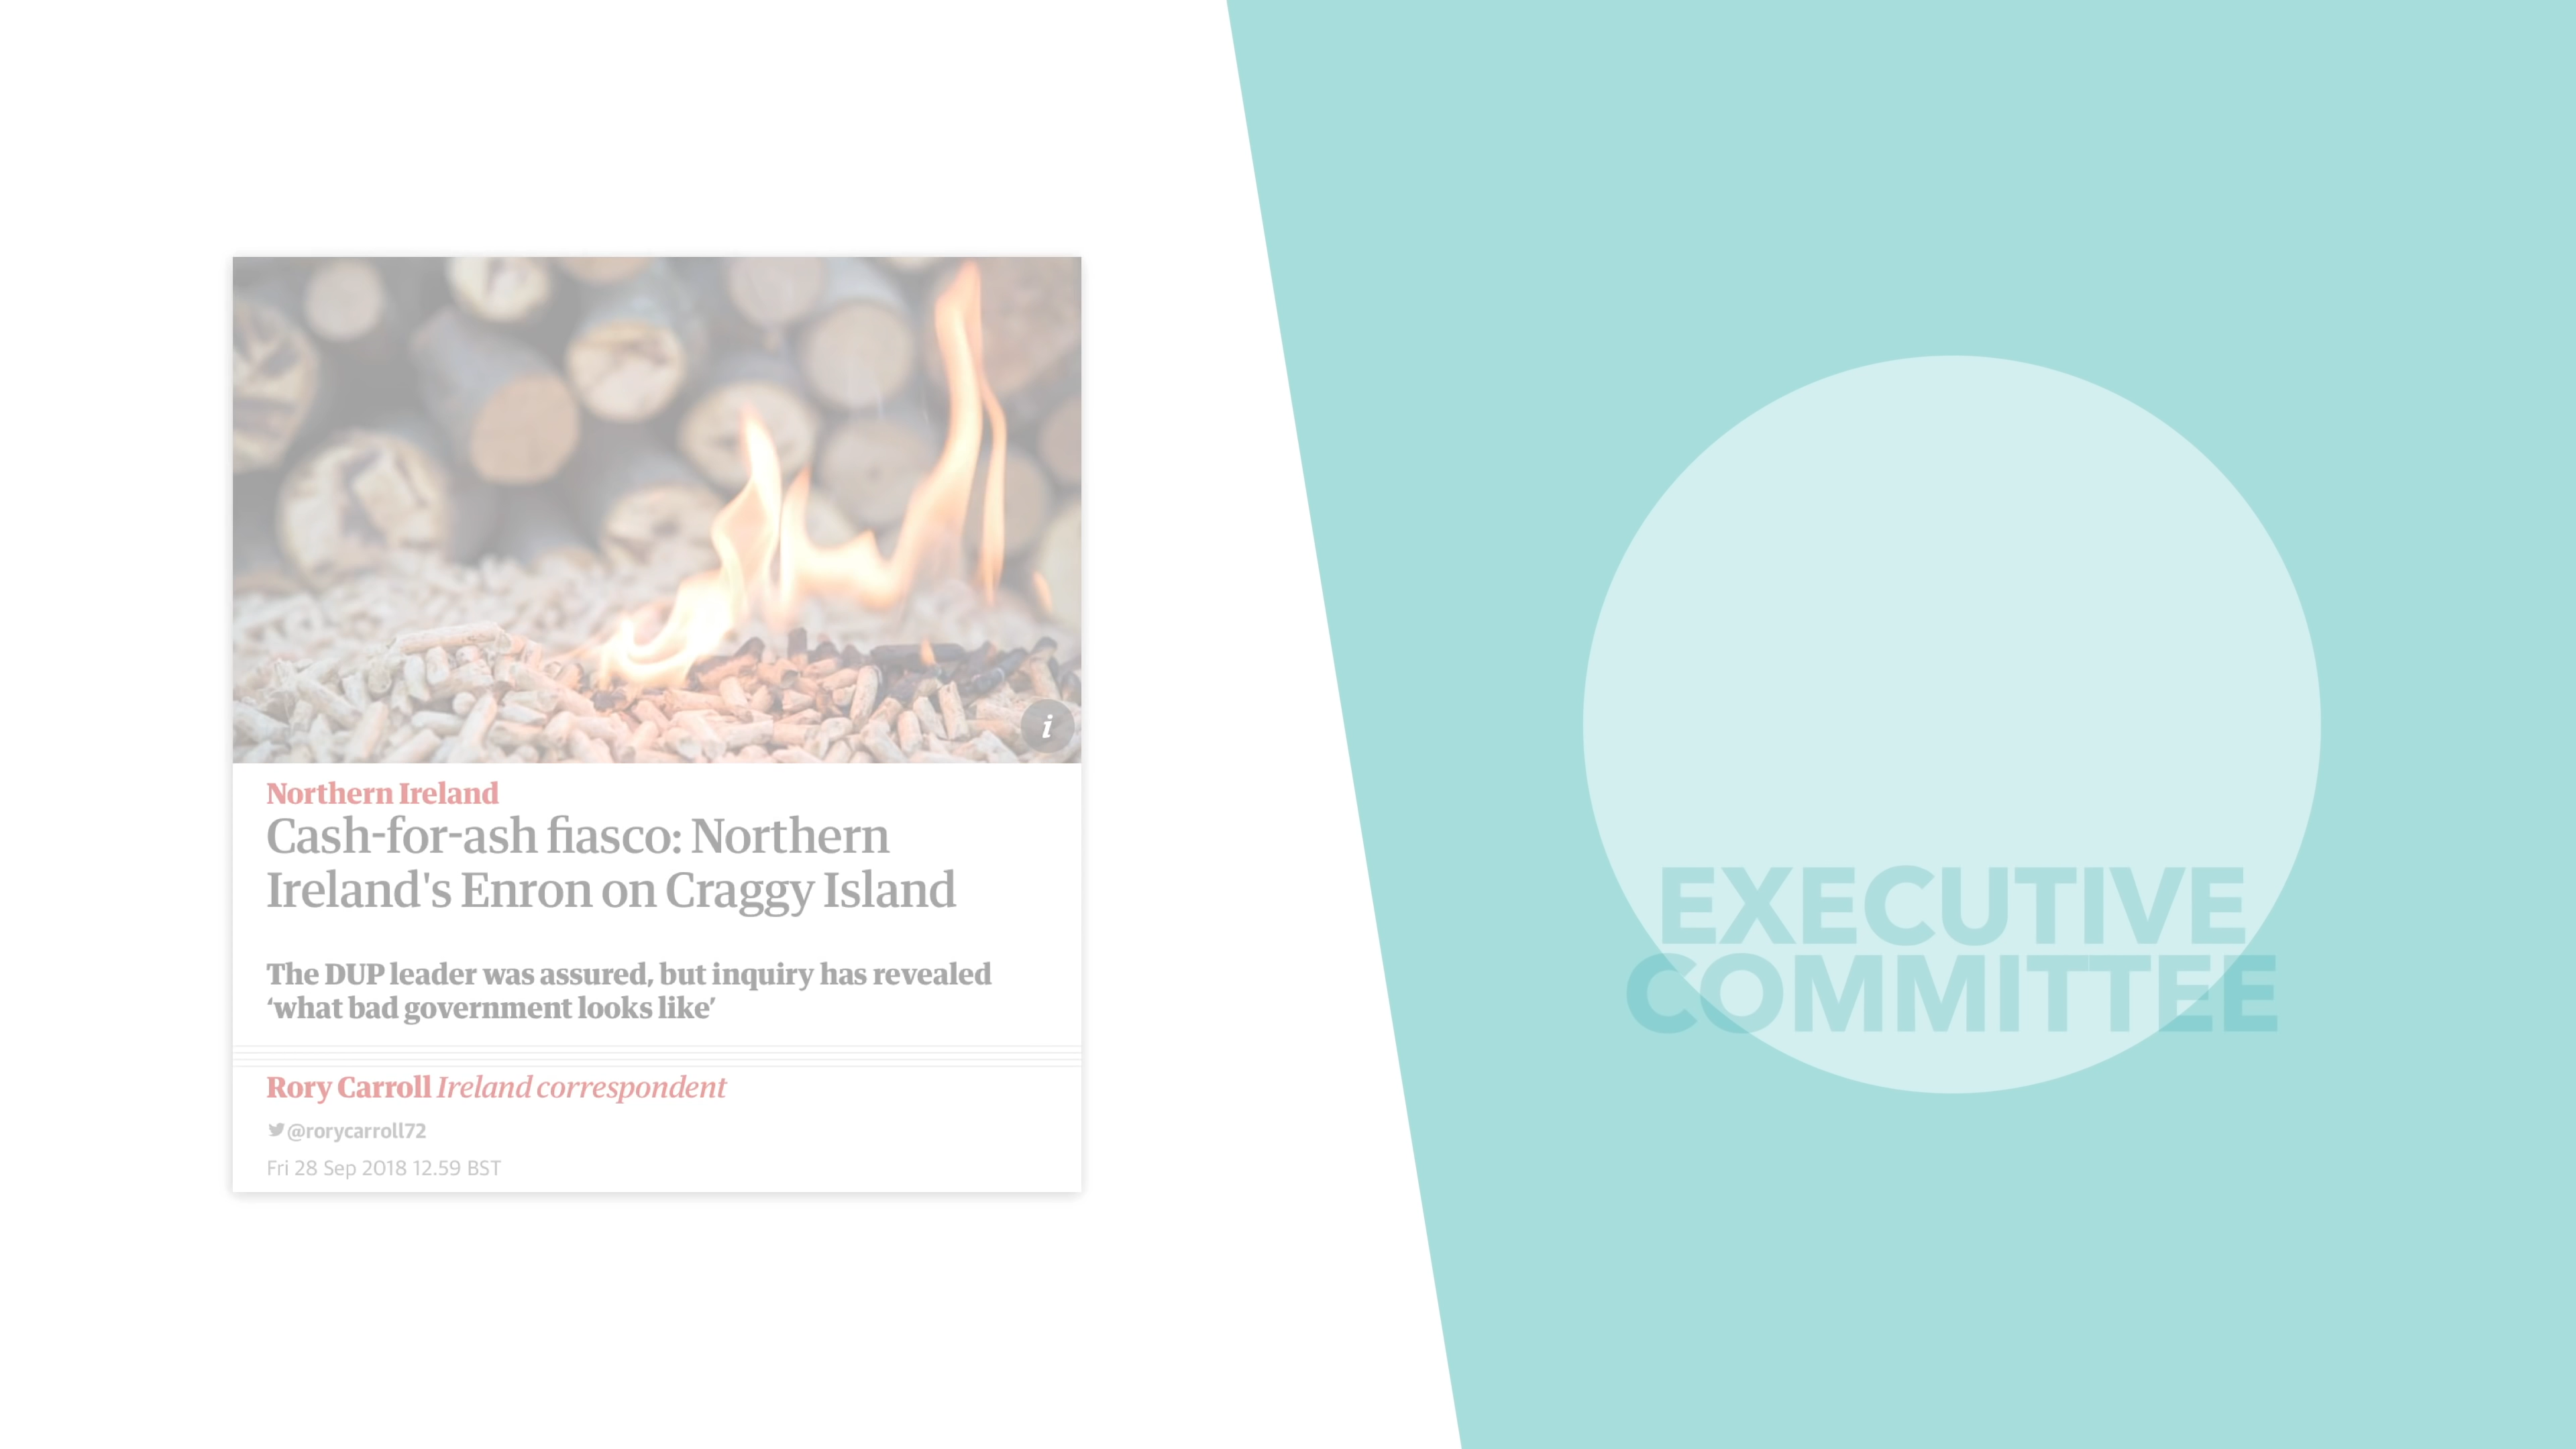 Northern Ireland
Cash-for-ash fiasco: Northern
Ireland's Enron on Craggy Island
The DUP leader was assured, but inquiry has revealed
‘what bad government looks like’
Rory Carroll Ireland correspondent
@rorycarroll72
Fri 28 Sep 2018 12.59 BST
i
EXECUTIVE
COMMITTEE